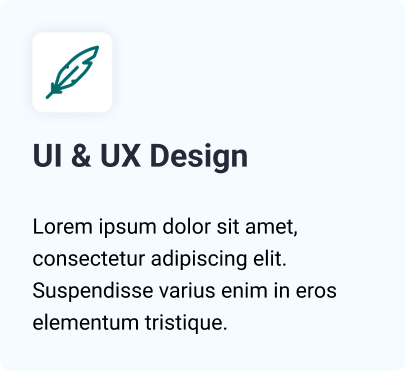 UI & UX Design
Lorem ipsum dolor sit amet,
consectetur adipiscing elit.
Suspendisse varius enim in eros
elementum tristique.